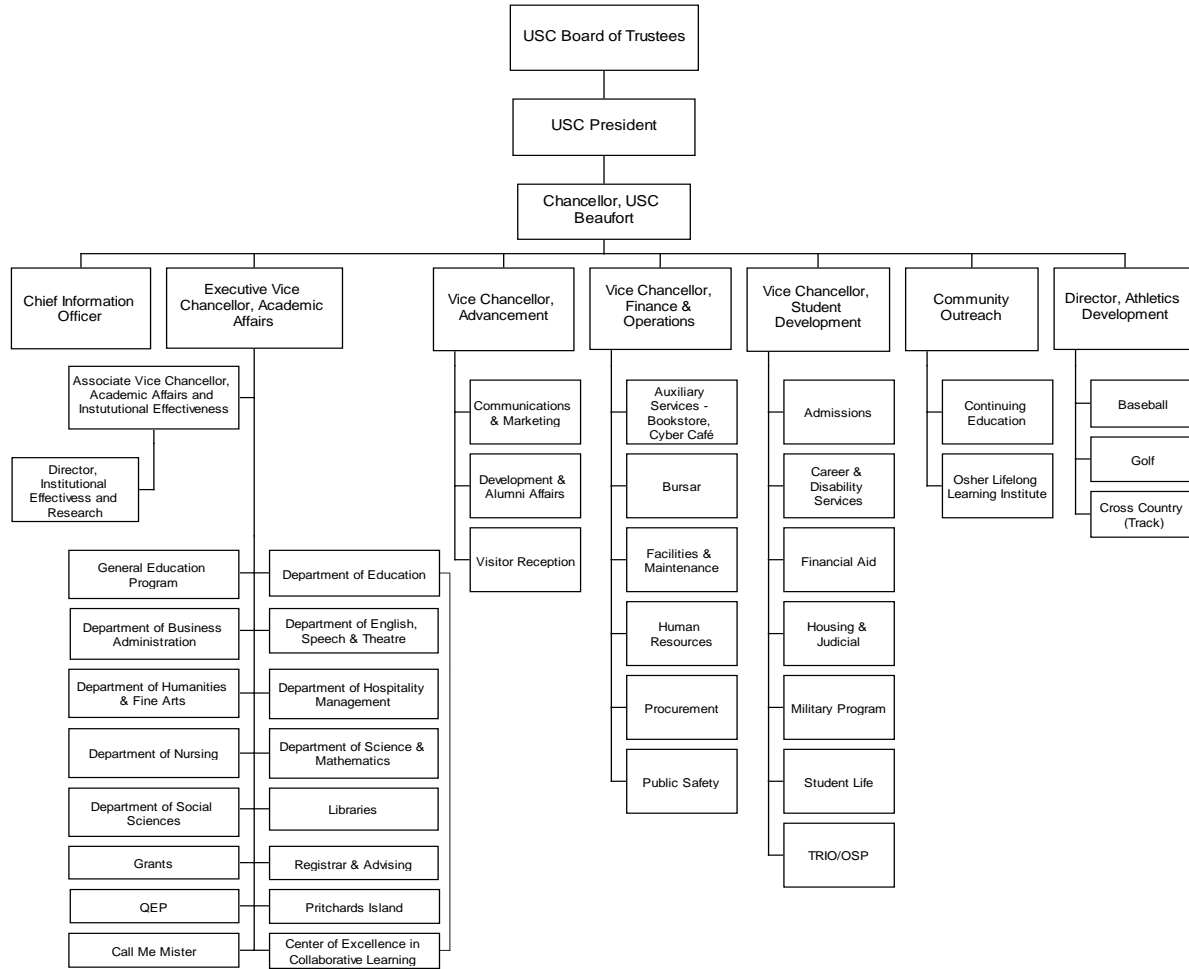 USC Board of Trustees
USC President
Chancellor, USC
Beaufort
Chief Information
Officer
Executive Vice
Chancellor, Academic
Affairs
Vice Chancellor,
Advancement
Vice Chancellor,
Finance &
Operations
Vice Chancellor,
Student
Development
Community
Outreach
Director, Athletics
Development
Associate Vice Chancellor,
Academic Affairs and
Instutional Effectiveness
Director,
Institutional
Effectivess and
Research
General Education
Program
Department of Education
Department of Business
Administration
Department of English,
Speech & Theatre
Department of Humanities
& Fine Arts
Department of Hospitality
Management
Department of Nursing
Department of Science &
Mathematics
Department of Social
Sciences
Libraries
Grants
Registrar & Advising
QEP
Pritchards Island
Call Me Mister
Center of Excellence in
Collaborative Learning
Communications
& Marketing
Development &
Alumni Affairs
Visitor Reception
Auxiliary
Services -
Bookstore,
Cyber Café
Bursar
Facilities &
Maintenance
Human
Resources
Procurement
Public Safety
Admissions
Career &
Disability
Services
Financial Aid
Housing &
Judicial
Military Program
Student Life
TRIO/OSP
Continuing
Education
Osher Lifelong
Learning Institute
Baseball
Golf
Cross Country
(Track)